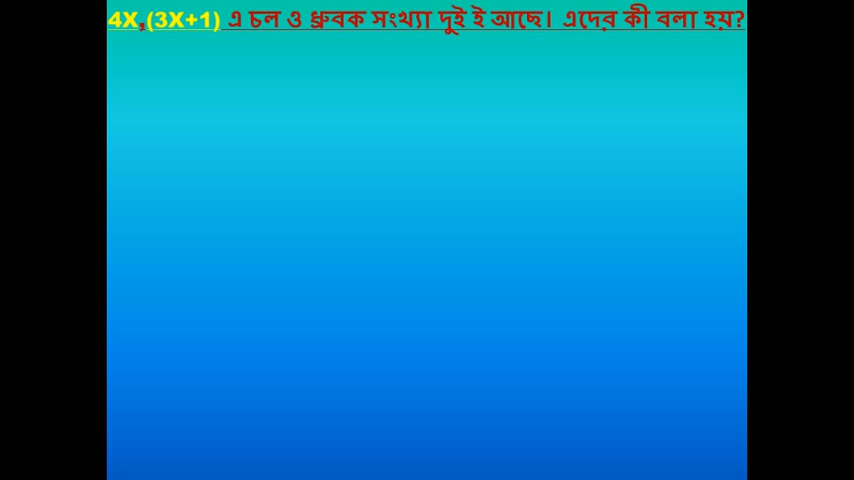 4X,(3X+1) এ চল ও ধ্রুবক সংখ্যা দুই ই আছে। এদের কী বলা হয়?